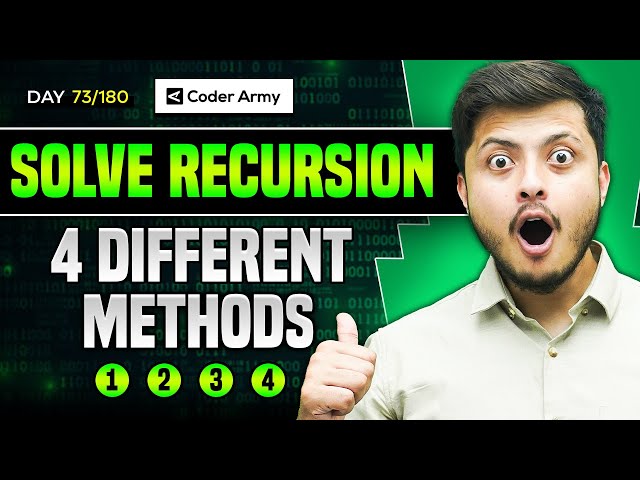 DAY 73/180
Coder Army
SOLVE RECURSION
4 DIFFERENT
METHODS
1 2 3 4